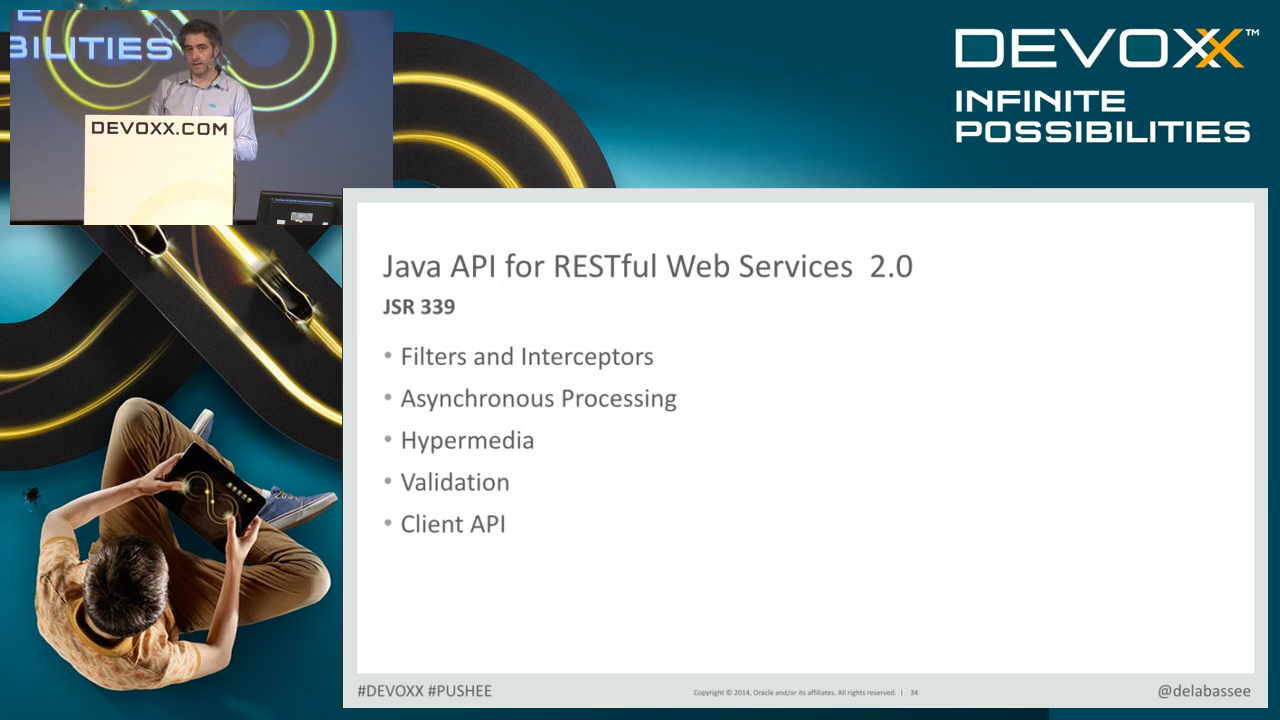 E
BILITIES
DEVOXX.COM
DEVOXX™
INFINITE
POSSIBILITIES
Java API for RESTful Web Services 2.0
JSR 339
• Filters and Interceptors
• Asynchronous Processing
• Hypermedia
• Validation
• Client API
#DEVOXX #PUSHEE
Copyright © 2014, Oracle and/or its affiliates. All rights reserved. | 34
@delabassee